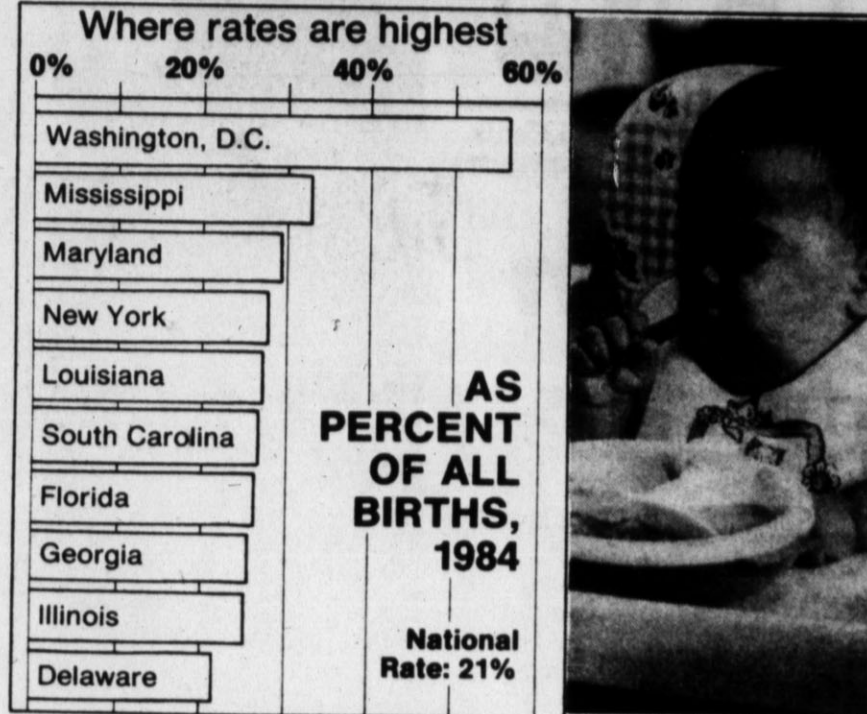 Where rates are highest
0% 20% 40% 60%
Washington, D.C.
Mississippi
Maryland
New York
Louisiana
South Carolina
Florida
Georgia
Illinois
Delaware
AS
PERCENT
OF ALL
BIRTHS,
1984
National
Rate: 21%